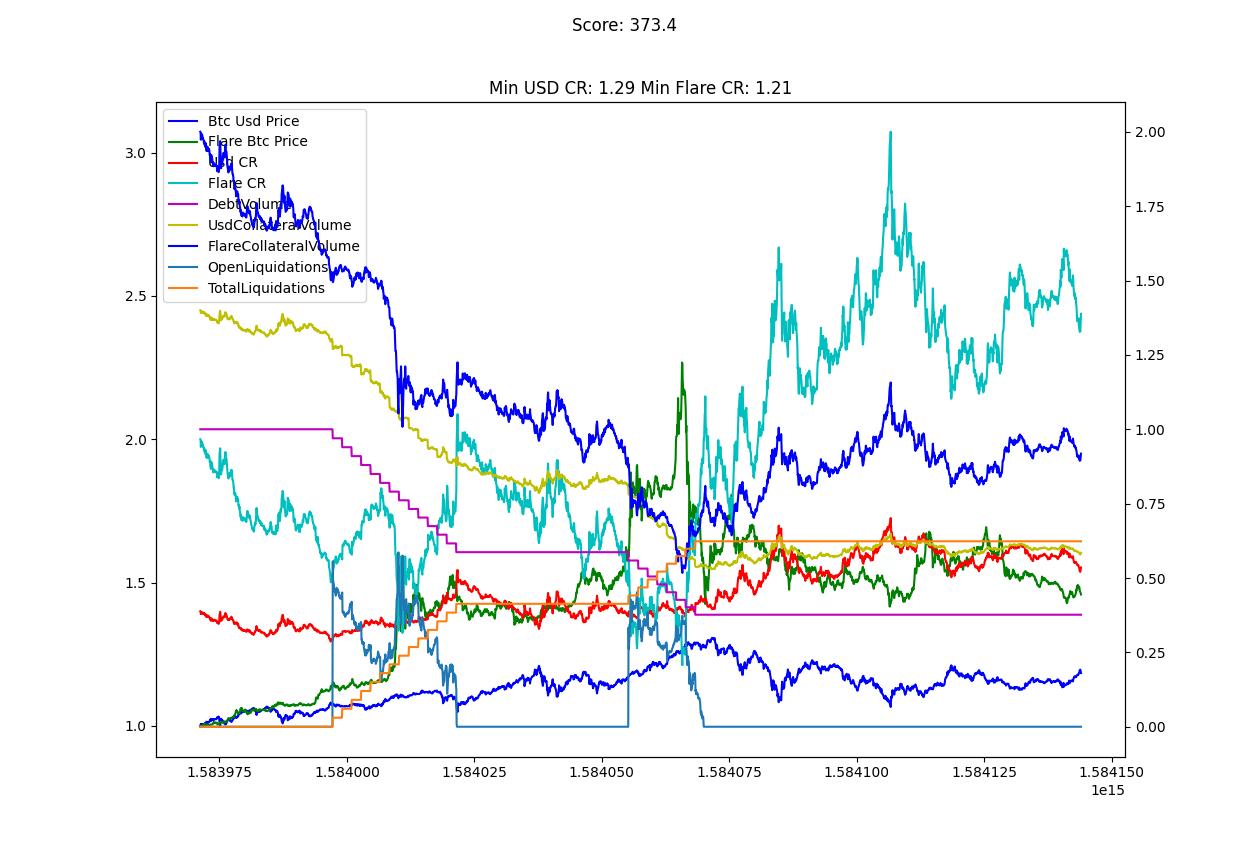 Score: 373.4
Min USD CR: 1.29 Min Flare CR: 1.21
Btc Usd Price
Flare Btc Price
Usd CR
Flare CR
DebtVolume
UsdCollateralVolume
FlareCollateralVolume
OpenLiquidations
TotalLiquidations
3.0
2.5
2.0
1.5
1.0
2.00
1.75
1.50
1.25
1.00
0.75
0.50
0.25
0.00
1.583975 1.584000 1.584025 1.584050 1.584075 1.584100 1.584125 1.584150
1e15